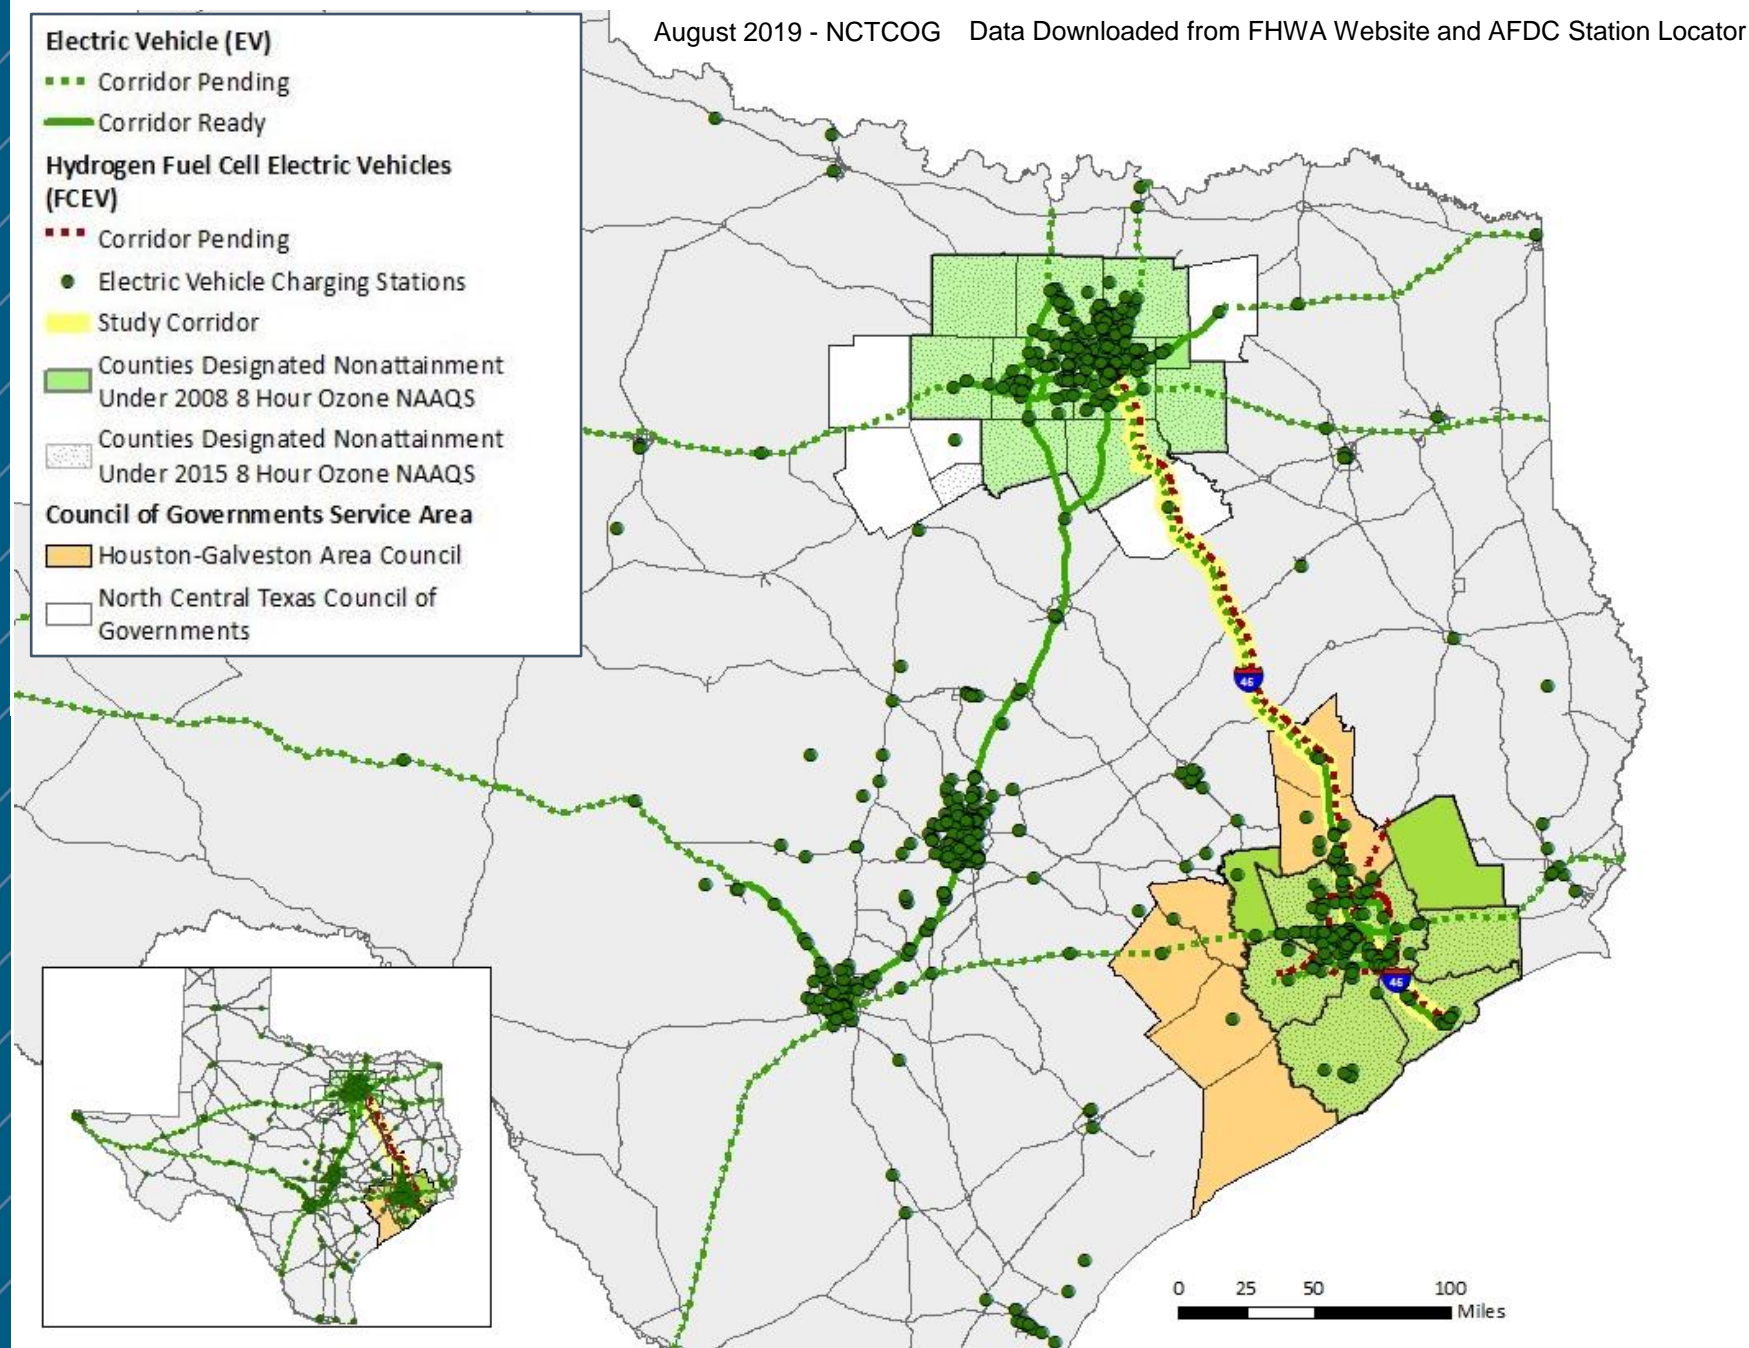 August 2019 - NCTCOG Data Downloaded from FHWA Website and AFDC Station Locator
Electric Vehicle (EV)
Corridor Pending
Corridor Ready
Hydrogen Fuel Cell Electric Vehicles
(FCEV)
Corridor Pending
Electric Vehicle Charging Stations
Study Corridor
Counties Designated Nonattainment
Under 2008 8 Hour Ozone NAAQS
Counties Designated Nonattainment
Under 2015 8 Hour Ozone NAAQS
Council of Governments Service Area
Houston-Galveston Area Council
North Central Texas Council of
Governments
46
46
0 25 50 100
Miles